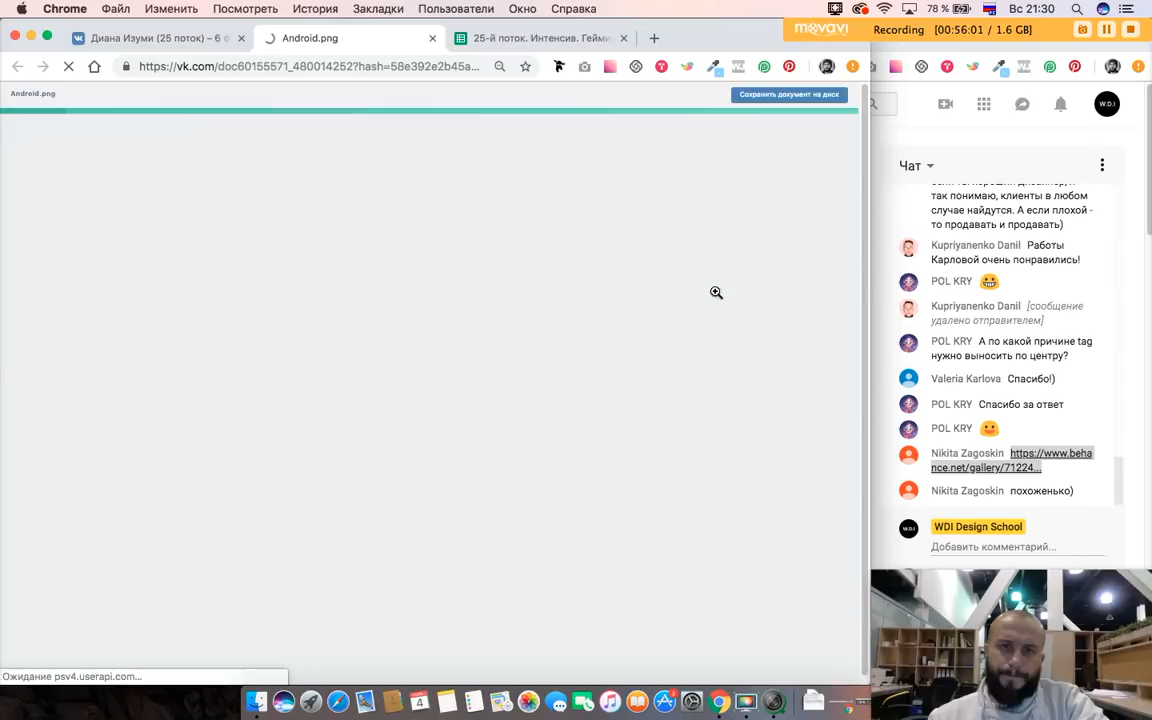 Chrome Файл Изменить Посмотреть История Закладки Пользователи Окно Справка 78 % Вс 21:30
Диана Изуми (25 поток) – 6 ф
Android.png
25-й поток. Интенсив. Гейми
movavi Recording [00:56:01 / 1.6 GB]
https://vk.com/doc60155571_480014252?hash=58e392e2b45a...
Android.png
Сохранить документ на диск
W.D.I
Чат
так понимаю, клиенты в любом
случае найдутся. А если плохой -
то продавать и продавать)
Kupriyanenko Danil Работы
Карловой очень понравились!
POL KRY
Kupriyanenko Danil [сообщение
удалено отправителем]
POL KRY А по какой причине tag
нужно выносить по центру?
Valeria Karlova Спасибо!)
POL KRY Спасибо за ответ
POL KRY
Nikita Zagoskin https://www.beha
nce.net/gallery/71224...
Nikita Zagoskin похоженько)
W.D.I WDI Design School
Добавить комментарий...
Ожидание psv4.userapi.com...